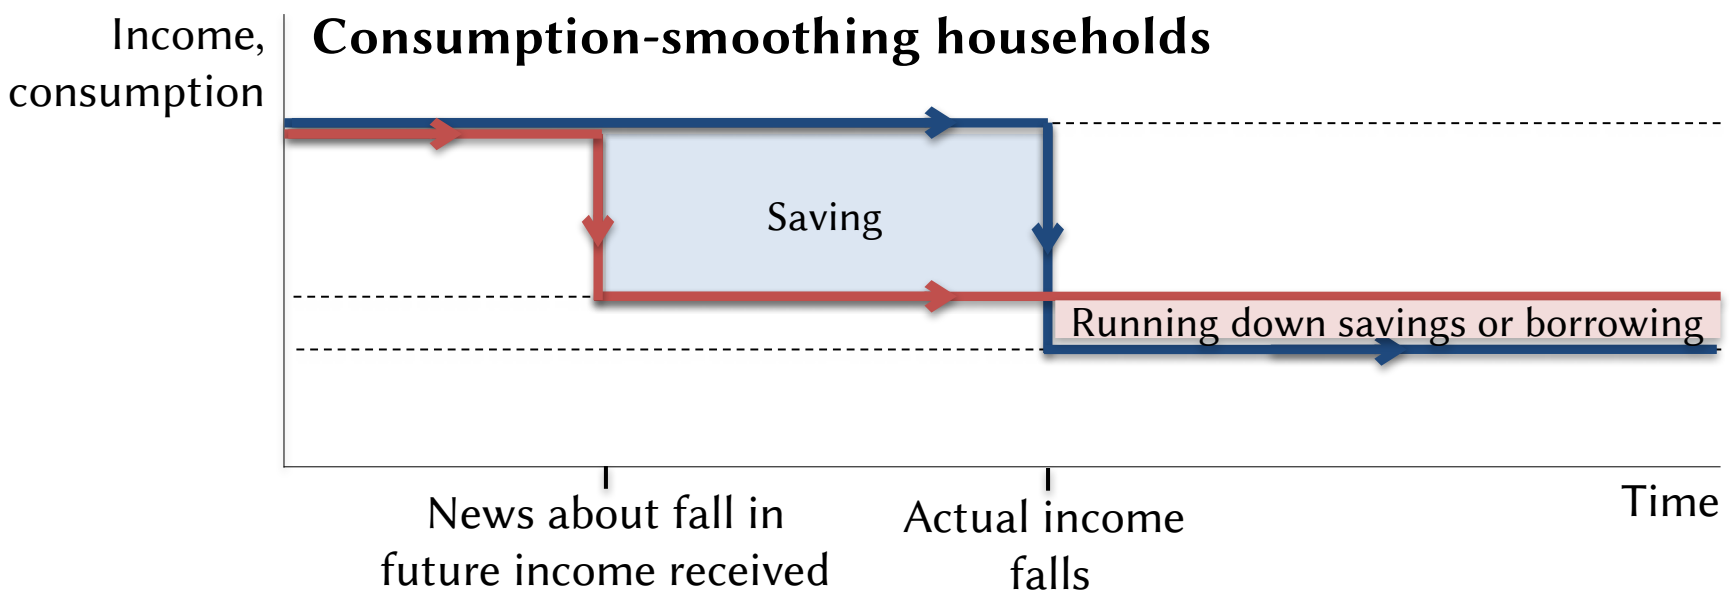 Income,
consumption
Consumption-smoothing households
Saving
Running down savings or borrowing
News about fall in
future income received
Actual income
falls
Time